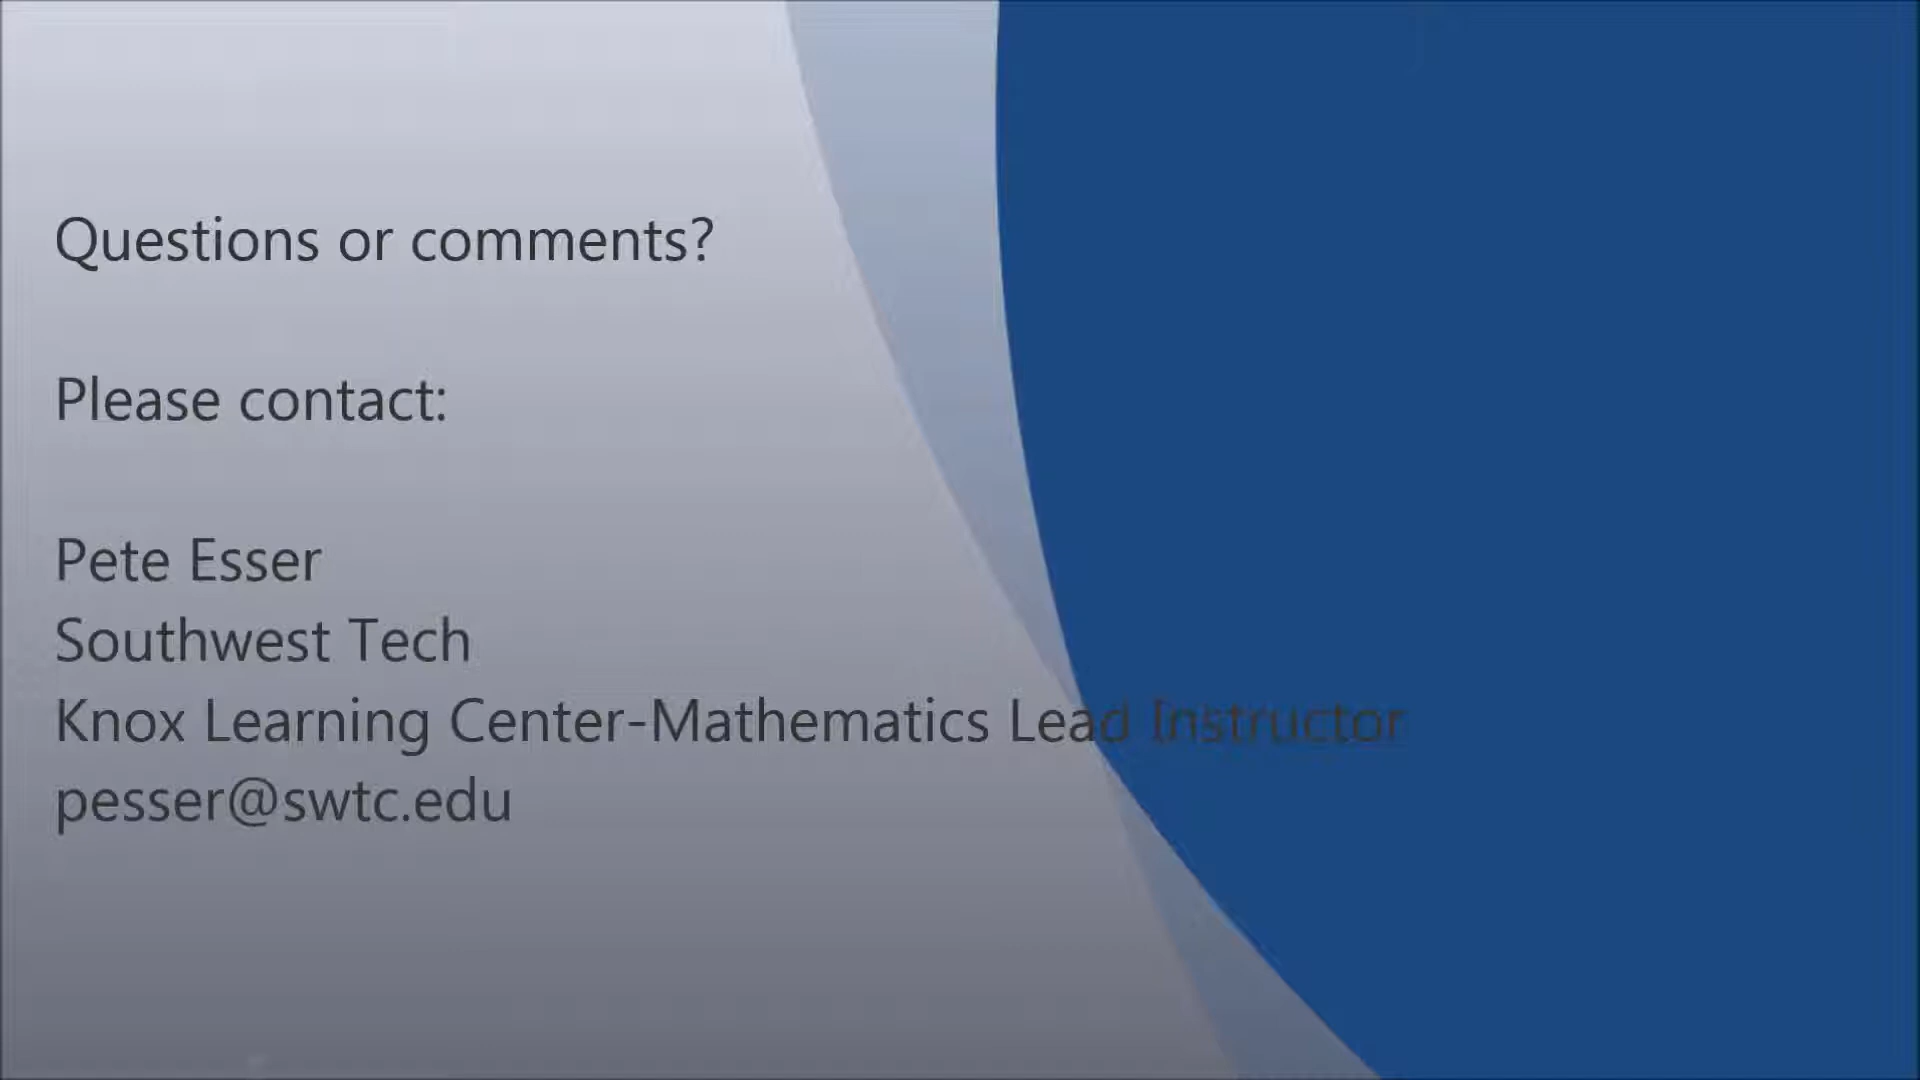 Questions or comments?
Please contact:
Pete Esser
Southwest Tech
Knox Learning Center-Mathematics Lead Instructor
pesser@swtc.edu